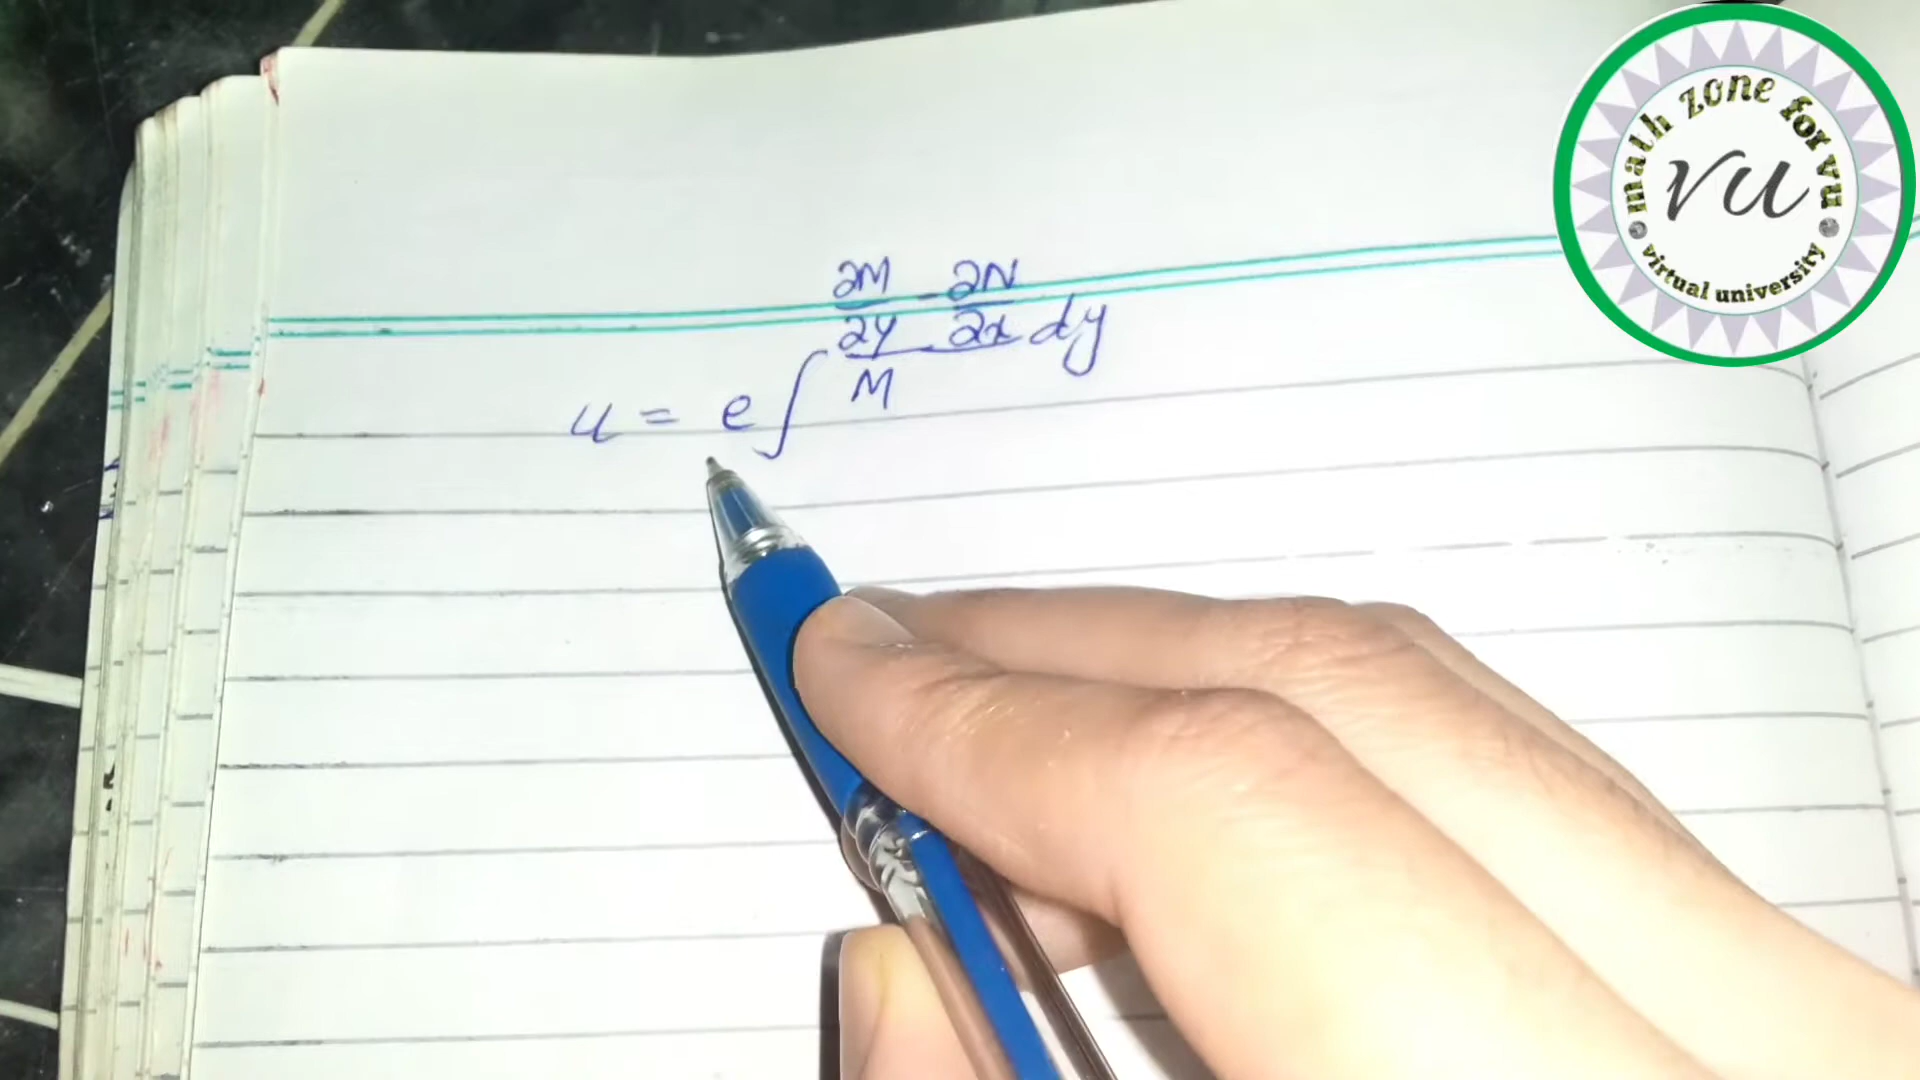 u = e∫ (∂M/∂y - ∂N/∂x)/M dy
math zone for vu
vu
virtual university